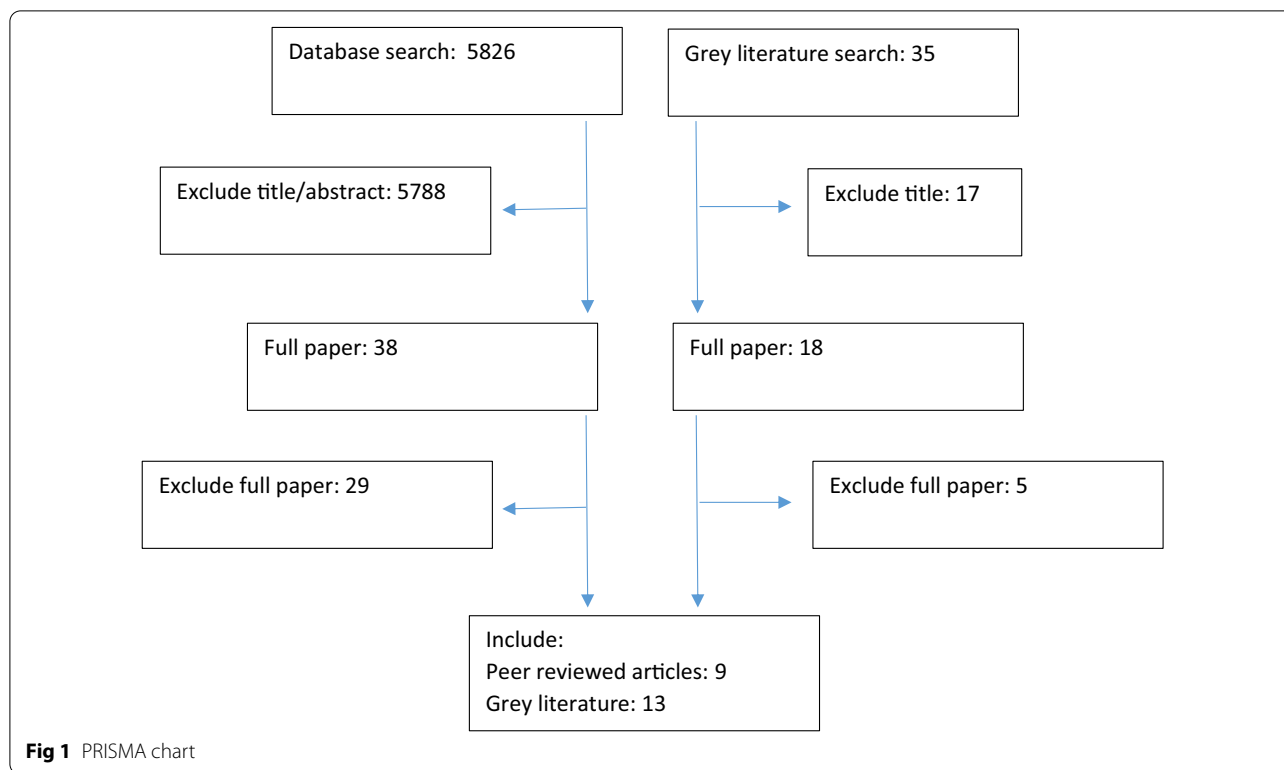 Database search: 5826
Grey literature search: 35
Exclude title/abstract: 5788
Exclude title: 17
Full paper: 38
Full paper: 18
Exclude full paper: 29
Exclude full paper: 5
Include:
Peer reviewed articles: 9
Grey literature: 13
Fig 1 PRISMA chart